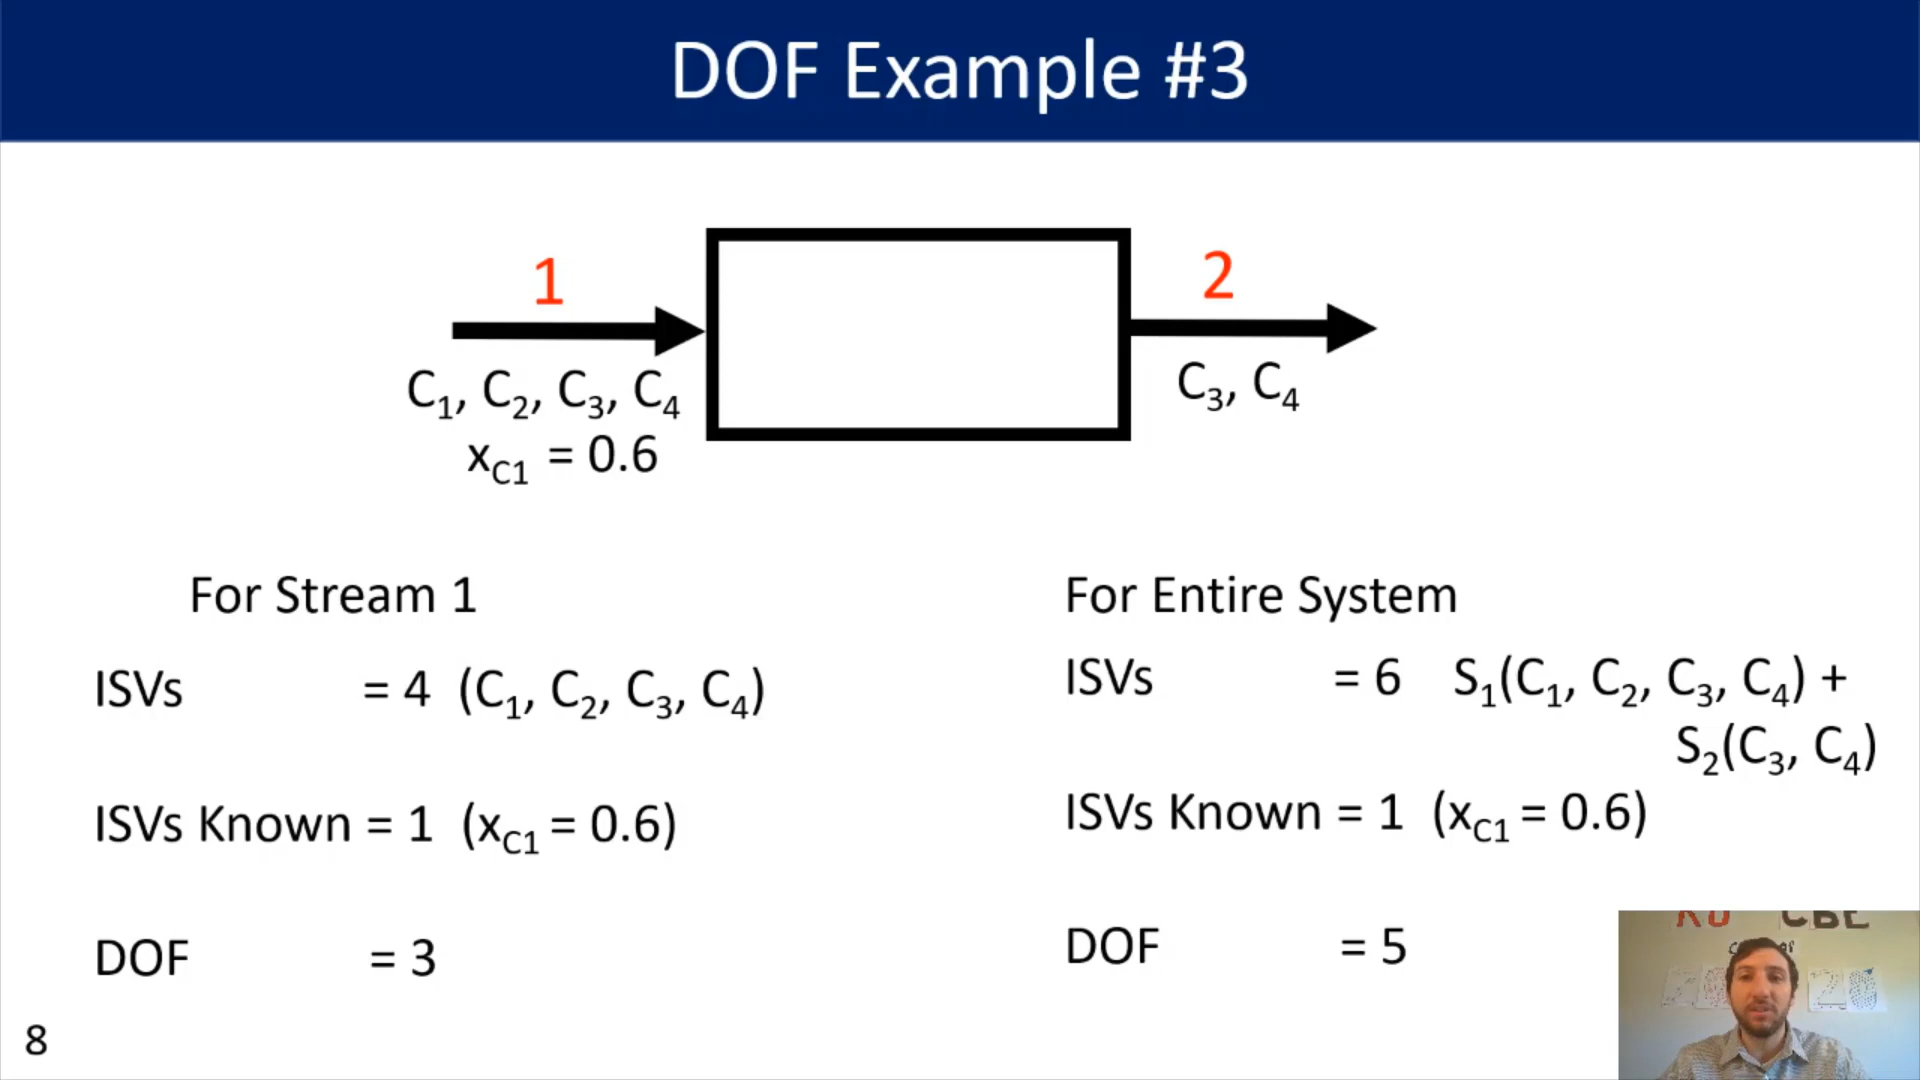 DOF Example #3
1
2
C₁, C₂, C₃, C₄
x_C1 = 0.6
C₃, C₄
For Stream 1
ISVs = 4 (C₁, C₂, C₃, C₄)
ISVs Known = 1 (x_C1 = 0.6)
DOF = 3
For Entire System
ISVs = 6 S₁(C₁, C₂, C₃, C₄) +
S₂(C₃, C₄)
ISVs Known = 1 (x_C1 = 0.6)
DOF = 5
KU CBE
8